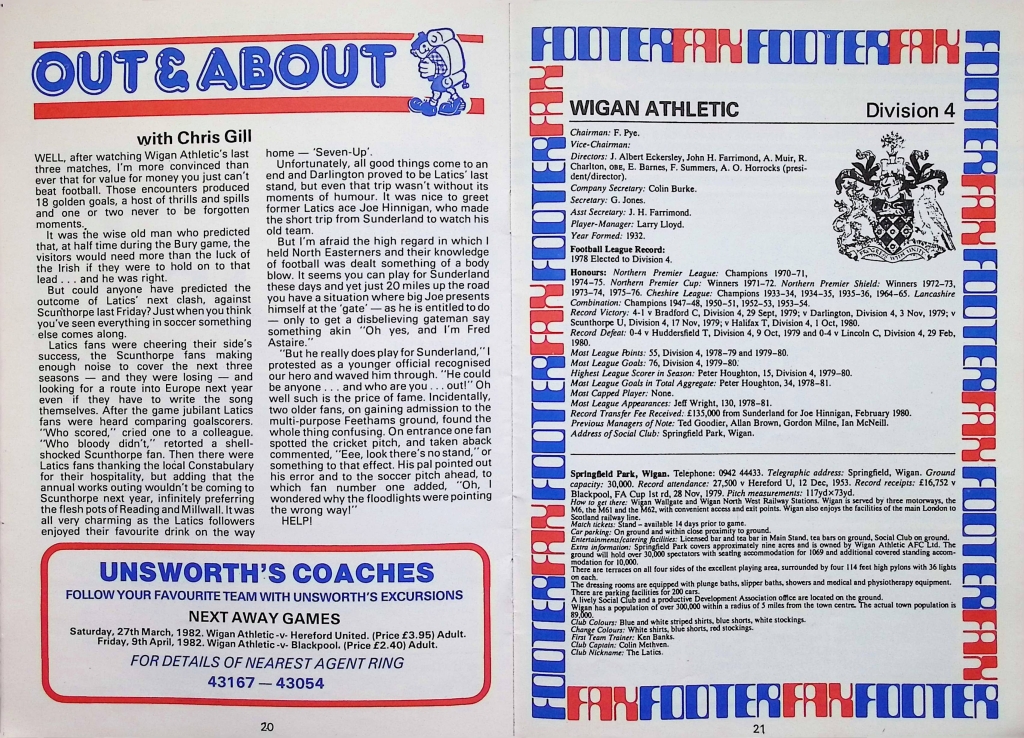 OUT & ABOUT
with Chris Gill
WELL, after watching Wigan Athletic's last
three matches, I'm more convinced than
ever that for value for money you just can't
beat football. Those encounters produced
18 golden goals, a host of thrills and spills
and one or two never to be forgotten
moments.
It was the wise old man who predicted
that, at half time during the Bury game, the
visitors would need more than the luck of
the Irish if they were to hold on to that
lead . . . and he was right.
But could anyone have predicted the
outcome of Latics' next clash, against
Scunthorpe last Friday? Just when you think
you've seen everything in soccer something
else comes along.
Latics fans were cheering their side's
success, the Scunthorpe fans making
enough noise to cover the next three
seasons — and they were losing — and
looking for a route into Europe next year
even if they have to write the song
themselves. After the game jubilant Latics
fans were heard comparing goalscorers.
"Who scored," cried one to a colleague.
"Who bloody didn't," retorted a shell-
shocked Scunthorpe fan. Then there were
Latics fans thanking the local Constabulary
for their hospitality, but adding that the
annual works outing wouldn't be coming to
Scunthorpe next year, infinitely preferring
the flesh pots of Reading and Millwall. It was
all very charming as the Latics followers
enjoyed their favourite drink on the way
home — 'Seven-Up'.
Unfortunately, all good things come to an
end and Darlington proved to be Latics' last
stand, but even that trip wasn't without its
moments of humour. It was nice to greet
former Latics ace Joe Hinnigan, who made
the short trip from Sunderland to watch his
old team.
But I'm afraid the high regard in which I
held North Easterners and their knowledge
of football was dealt something of a body
blow. It seems you can play for Sunderland
these days and yet just 20 miles up the road
you have a situation where big Joe presents
himself at the 'gate' — as he is entitled to do
— only to get a disbelieving gateman say
something akin "Oh yes, and I'm Fred
Astaire."
"But he really does play for Sunderland," I
protested as a younger official recognised
our hero and waved him through. "He could
be anyone . . . and who are you . . . out!" Oh
well such is the price of fame. Incidentally,
two older fans, on gaining admission to the
multi-purpose Feethams ground, found the
whole thing confusing. On entrance one fan
spotted the cricket pitch, and taken aback
commented, "Eee, look there's no stand," or
something to that effect. His pal pointed out
his error and to the soccer pitch ahead, to
which fan number one added, "Oh, I
wondered why the floodlights were pointing
the wrong way!"
HELP!
UNSWORTH'S COACHES
FOLLOW YOUR FAVOURITE TEAM WITH UNSWORTH'S EXCURSIONS
NEXT AWAY GAMES
Saturday, 27th March, 1982. Wigan Athletic -v- Hereford United. (Price £3.95) Adult.
Friday, 9th April, 1982. Wigan Athletic -v- Blackpool. (Price £2.40) Adult.
FOR DETAILS OF NEAREST AGENT RING
43167 — 43054
20
FOOTER FAX FOOTER FAX
FOOTER FAX FOOTER FAX
FOOTER FAX FOOTER FAX
WIGAN ATHLETIC Division 4
Chairman: F. Pye.
Vice-Chairman:
Directors: J. Albert Eckersley, John H. Farrimond, A. Muir, R.
Charlton, OBE, E. Barnes, F. Summers, A. O. Horrocks (presi-
dent/director).
Company Secretary: Colin Burke.
Secretary: G. Jones.
Asst Secretary: J. H. Farrimond.
Player-Manager: Larry Lloyd.
Year Formed: 1932.
Football League Record:
1978 Elected to Division 4.
Honours: Northern Premier League: Champions 1970–71,
1974–75. Northern Premier Cup: Winners 1971–72. Northern Premier Shield: Winners 1972–73,
1973–74, 1975–76. Cheshire League: Champions 1933–34, 1934–35, 1935–36, 1964–65. Lancashire
Combination: Champions 1947–48, 1950–51, 1952–53, 1953–54.
Record Victory: 4-1 v Bradford C, Division 4, 29 Sept, 1979; v Darlington, Division 4, 3 Nov, 1979; v
Scunthorpe U, Division 4, 17 Nov, 1979; v Halifax T, Division 4, 1 Oct, 1980.
Record Defeat: 0-4 v Huddersfield T, Division 4, 9 Oct, 1979 and 0-4 v Lincoln C, Division 4, 29 Feb,
1980.
Most League Points: 55, Division 4, 1978–79 and 1979–80.
Most League Goals: 76, Division 4, 1979–80.
Highest League Scorer in Season: Peter Houghton, 15, Division 4, 1979–80.
Most League Goals in Total Aggregate: Peter Houghton, 34, 1978–81.
Most Capped Player: None.
Most League Appearances: Jeff Wright, 130, 1978–81.
Record Transfer Fee Received: £135,000 from Sunderland for Joe Hinnigan, February 1980.
Previous Managers of Note: Ted Goodier, Allan Brown, Gordon Milne, Ian McNeill.
Address of Social Club: Springfield Park, Wigan.
Springfield Park, Wigan. Telephone: 0942 44433. Telegraphic address: Springfield, Wigan. Ground
capacity: 30,000. Record attendance: 27,500 v Hereford U, 12 Dec, 1953. Record receipts: £16,752 v
Blackpool, FA Cup 1st rd, 28 Nov, 1979. Pitch measurements: 117yd×73yd.
How to get there: Wigan Wallgate and Wigan North West Railway Stations. Wigan is served by three motorways, the
M6, the M61 and the M62, with convenient access and exit points. Wigan also enjoys the facilities of the main London to
Scotland railway line.
Match tickets: Stand – available 14 days prior to game.
Car parking: On ground and within close proximity to ground.
Entertainments/catering facilities: Licensed bar and tea bar in Main Stand, tea bars on ground, Social Club on ground.
Extra information: Springfield Park covers approximately nine acres and is owned by Wigan Athletic AFC Ltd. The
ground will hold over 30,000 spectators with seating accommodation for 1069 and additional covered standing accom-
modation for 10,000.
There are terraces on all four sides of the excellent playing area, surrounded by four 114 feet high pylons with 36 lights
on each.
The dressing rooms are equipped with plunge baths, slipper baths, showers and medical and physiotherapy equipment.
There are parking facilities for 200 cars.
A lively Social Club and a productive Development Association office are located on the ground.
Wigan has a population of over 300,000 within a radius of 5 miles from the town centre. The actual town population is
89,000.
Club Colours: Blue and white striped shirts, blue shorts, white stockings.
Change Colours: White shirts, blue shorts, red stockings.
First Team Trainer: Ken Banks.
Club Captain: Colin Methven.
Club Nickname: The Latics.
FAX FOOTER FAX FOOTER
21